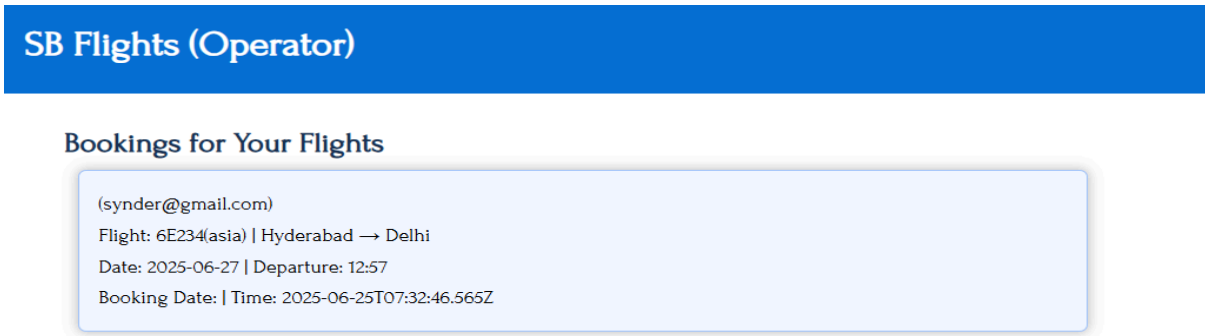 SB Flights (Operator)
Bookings for Your Flights
(synder@gmail.com)
Flight: 6E234(asia) | Hyderabad → Delhi
Date: 2025-06-27 | Departure: 12:57
Booking Date: | Time: 2025-06-25T07:32:46.565Z